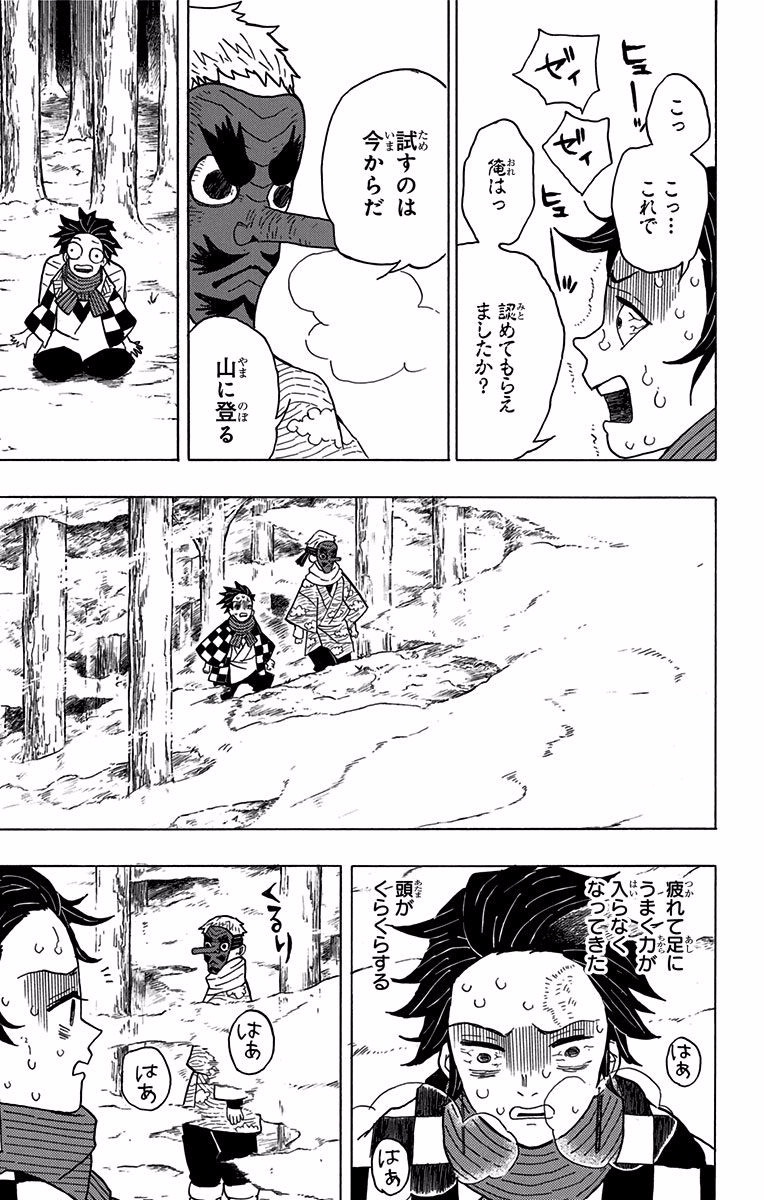 こっ
こっ…
これで
ヒュー
ゼィ
ゼィ
俺はっ
認めてもらえ
ましたか?
試すのは
今からだ
山に登る
疲れて足に
うまく力が
入らなく
なってきた
頭が
くらくらする
はぁ
はぁ
くるり
はぁ
はぁ